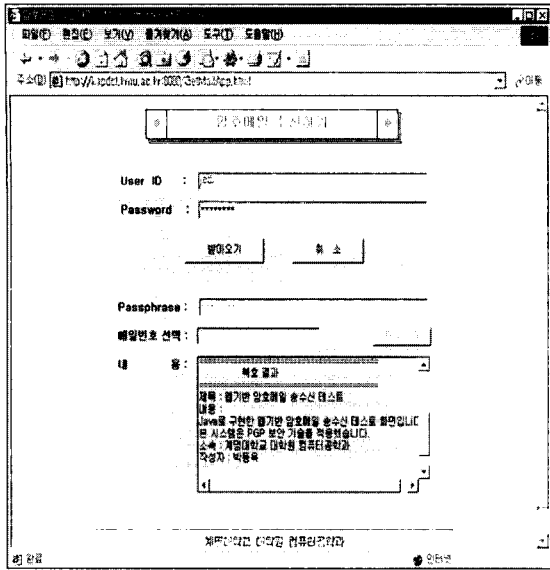 파일(F) 편집(E) 보기(V) 즐겨찾기(A) 도구(T) 도움말(H)
주소(D)
암호메일 수신하기
User ID :
Password : ********
받아오기 취 소
Passphrase :
메일번호 선택 :
내 용 :
복호 결과
제목 : 웹기반 암호메일 송수신 테스트
내용 :
Java로 구현한 웹기반 암호메일 송수신 테스트 화면입니다
본 시스템은 PGP 보안 기술을 적용했습니다.
소속 : 계명대학교 대학원 컴퓨터공학과
작성자 : 박동욱
계명대학교 대학원 컴퓨터공학과
완료 인터넷